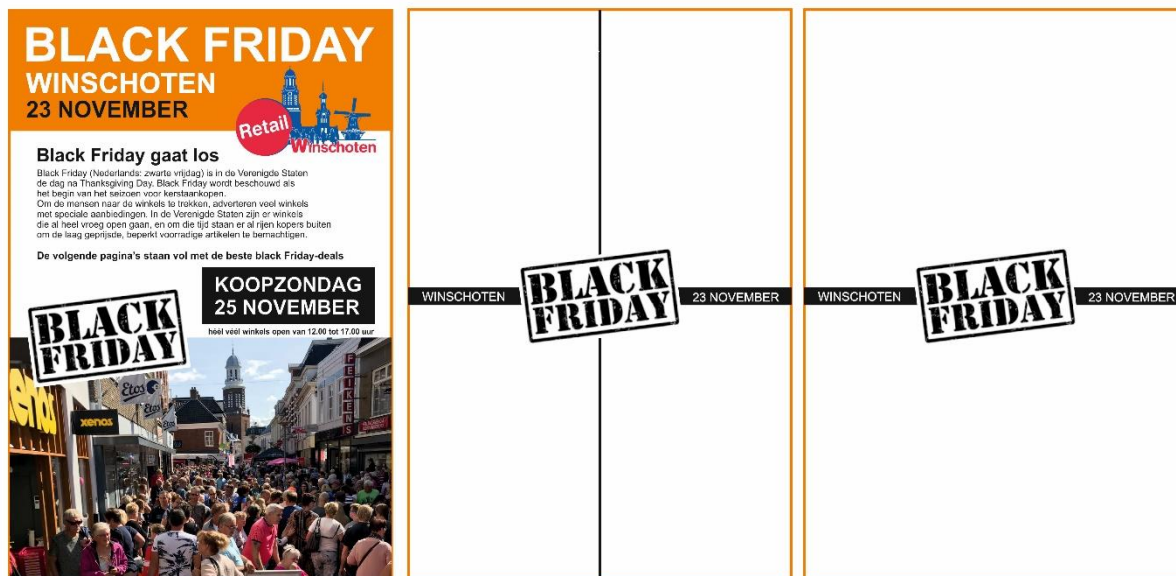 BLACK FRIDAY
WINSCHOTEN
23 NOVEMBER
Retail
Winschoten
Black Friday gaat los
Black Friday (Nederlands: zwarte vrijdag) is in de Verenigde Staten
de dag na Thanksgiving Day. Black Friday wordt beschouwd als
het begin van het seizoen voor kerstaankopen.
Om de mensen naar de winkels te trekken, adverteren veel winkels
met speciale aanbiedingen. In de Verenigde Staten zijn er winkels
die al heel vroeg open gaan, en om die tijd staan er al rijen kopers buiten
om de laag geprijsde, beperkt voorradige artikelen te bemachtigen.
De volgende pagina's staan vol met de beste black Friday-deals
KOOPZONDAG
25 NOVEMBER
héél véél winkels open van 12.00 tot 17.00 uur
BLACK
FRIDAY
xenos
xenos
Etos
Etos
Etos
FEIKENS
WINSCHOTEN
BLACK
FRIDAY
23 NOVEMBER
WINSCHOTEN
BLACK
FRIDAY
23 NOVEMBER